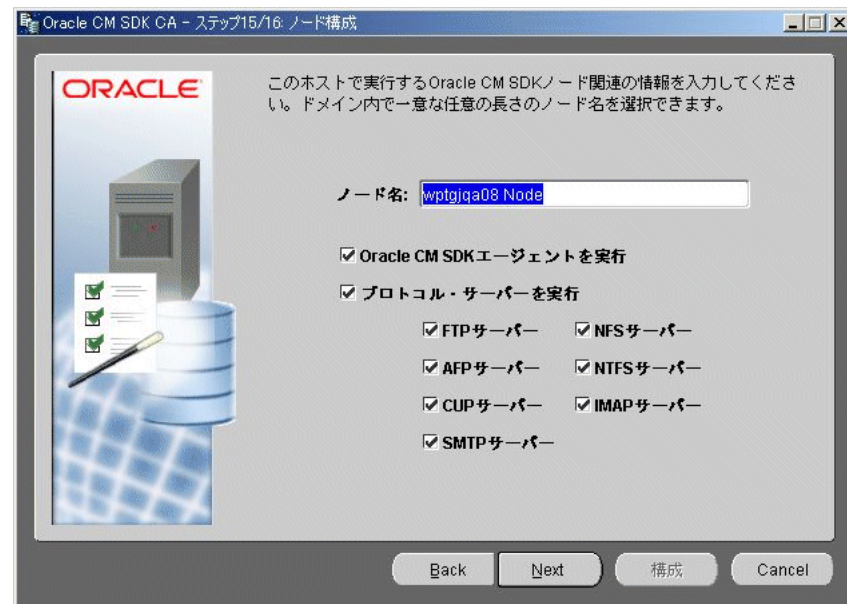 Oracle CM SDK CA - ステップ15/16: ノード構成
ORACLE
このホストで実行するOracle CM SDKノード関連の情報を入力してくださ
い。ドメイン内で一意な任意の長さのノード名を選択できます。
ノード名: wptgjqa08 Node
Oracle CM SDKエージェントを実行
プロトコル・サーバーを実行
FTPサーバー NFSサーバー
AFPサーバー NTFSサーバー
CUPサーバー IMAPサーバー
SMTPサーバー
Back Next 構成 Cancel